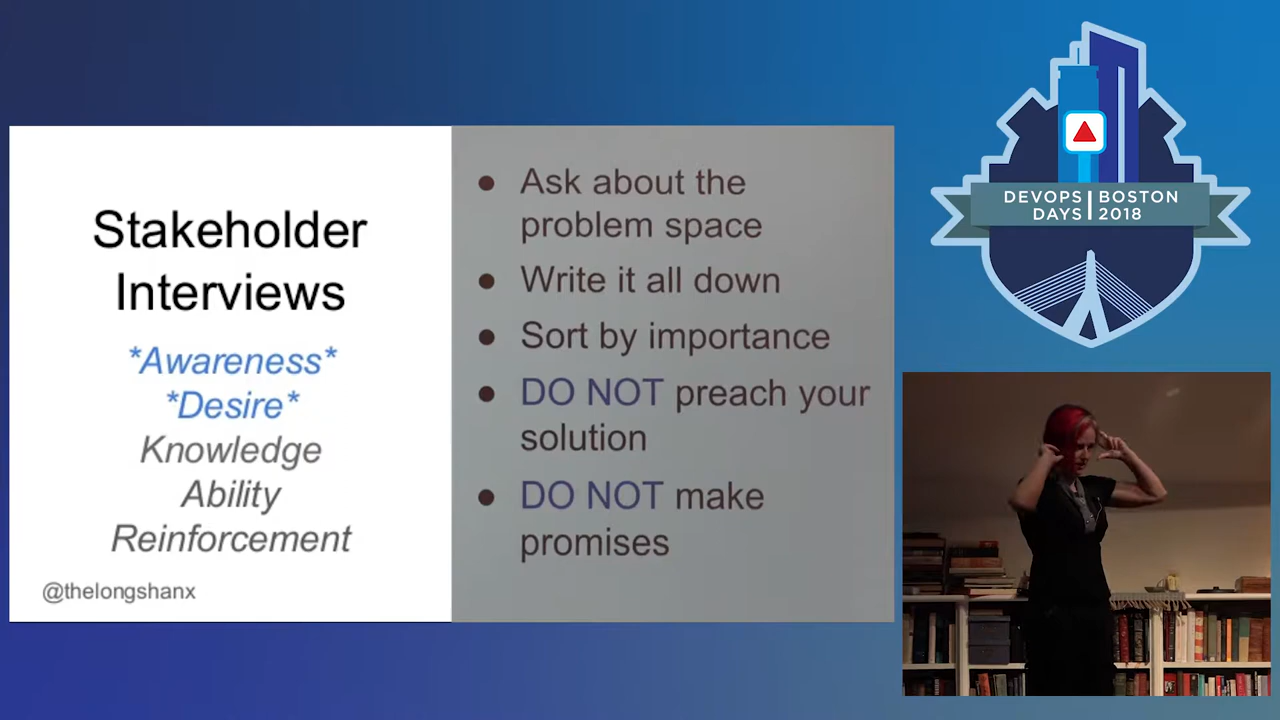 Stakeholder
Interviews
*Awareness*
*Desire*
Knowledge
Ability
Reinforcement
@thelongshanx
● Ask about the
problem space
● Write it all down
● Sort by importance
● DO NOT preach your
solution
● DO NOT make
promises
DEVOPS | BOSTON
DAYS | 2018